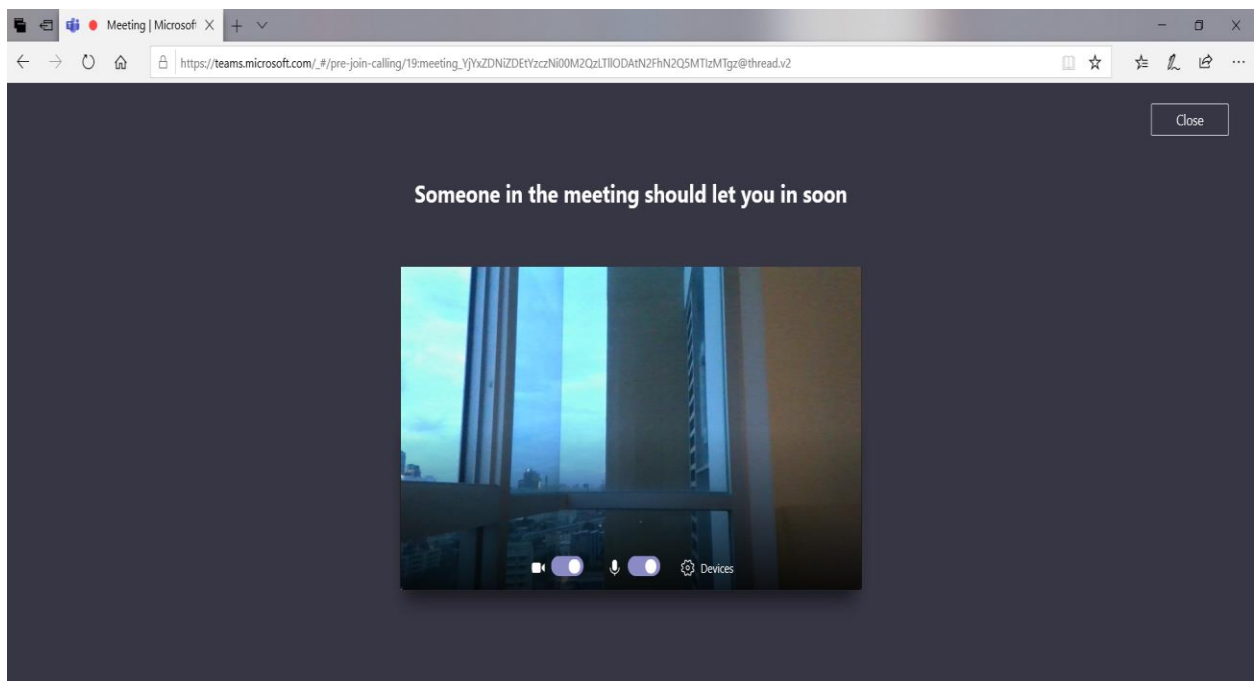 Meeting | Microsof
https://teams.microsoft.com/_#/pre-join-calling/19:meeting_YjYxZDNiZDEtYzczNi00M2QzLTllODAtN2FhN2Q5MTIzMTgz@thread.v2
Close
Someone in the meeting should let you in soon
Devices